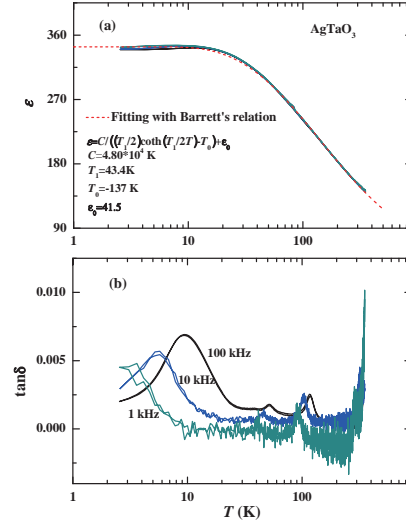 (a)
AgTaO₃
360
270
180
90
ε
Fitting with Barrett's relation
ε=C/((T₁/2)coth(T₁/2T)-T₀)+ε₀
C=4.80*10⁴ K
T₁=43.4K
T₀=-137 K
ε₀=41.5
1
10
100
(b)
0.010
0.005
0.000
tanδ
100 kHz
10 kHz
1 kHz
1
10
100
T (K)